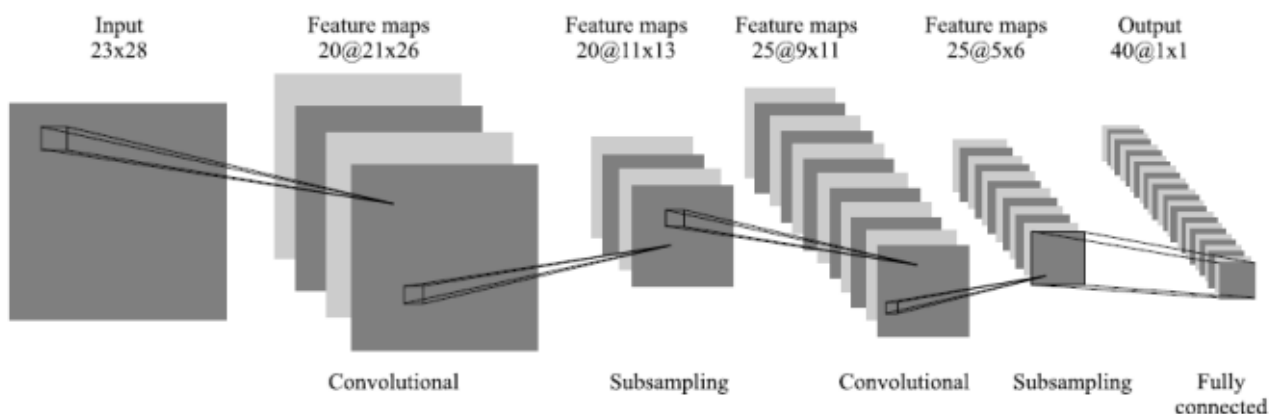 Input
23x28
Feature maps
20@21x26
Feature maps
20@11x13
Feature maps
25@9x11
Feature maps
25@5x6
Output
40@1x1
Convolutional
Subsampling
Convolutional
Subsampling
Fully
connected